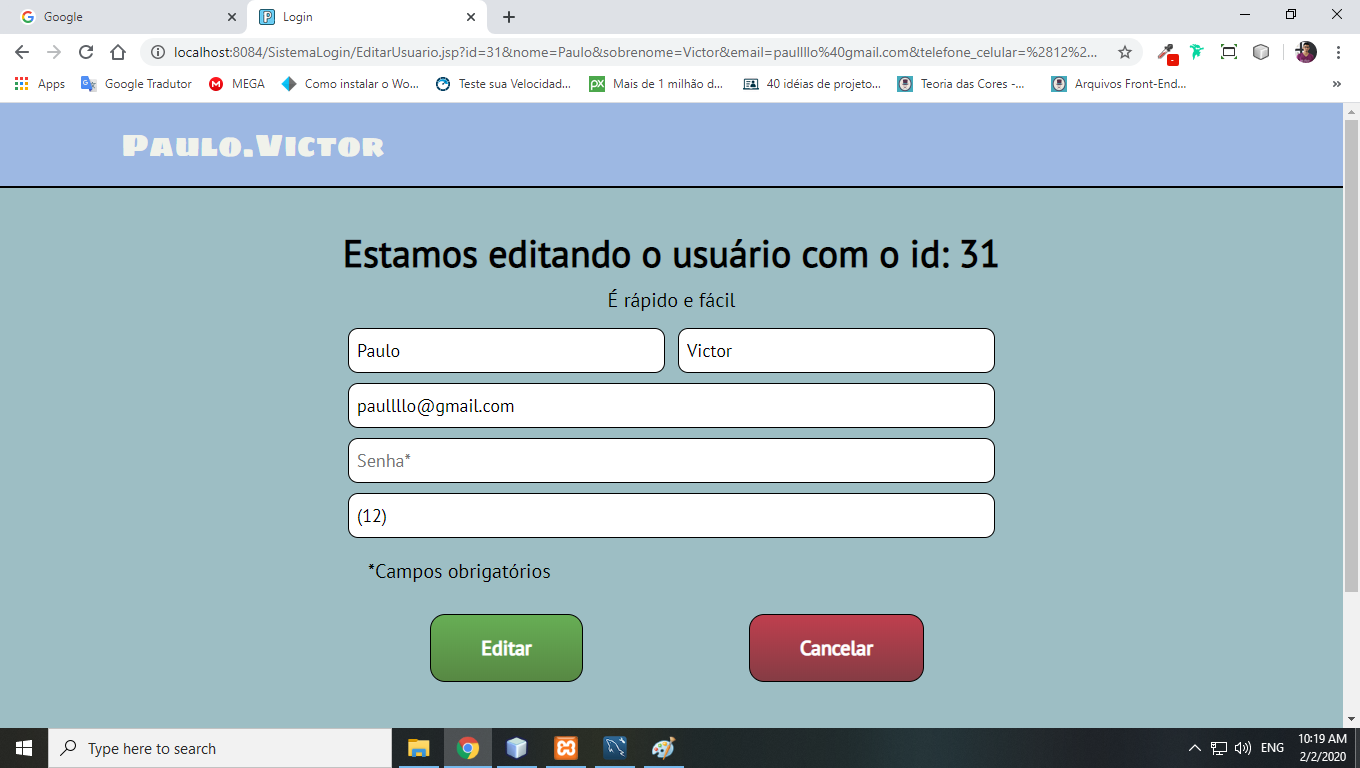 Google
Login
localhost:8084/SistemaLogin/EditarUsuario.jsp?id=31&nome=Paulo&sobrenome=Victor&email=paullllo%40gmail.com&telefone_celular=%2812%2...
Apps Google Tradutor MEGA Como instalar o Wo... Teste sua Velocidad... px Mais de 1 milhão d... 40 idéias de projeto... Teoria das Cores -... Arquivos Front-End... »
Paulo.Victor
Estamos editando o usuário com o id: 31
É rápido e fácil
Paulo Victor
paullllo@gmail.com
Senha*
(12)
*Campos obrigatórios
Editar Cancelar
Type here to search
ENG
10:19 AM
2/2/2020